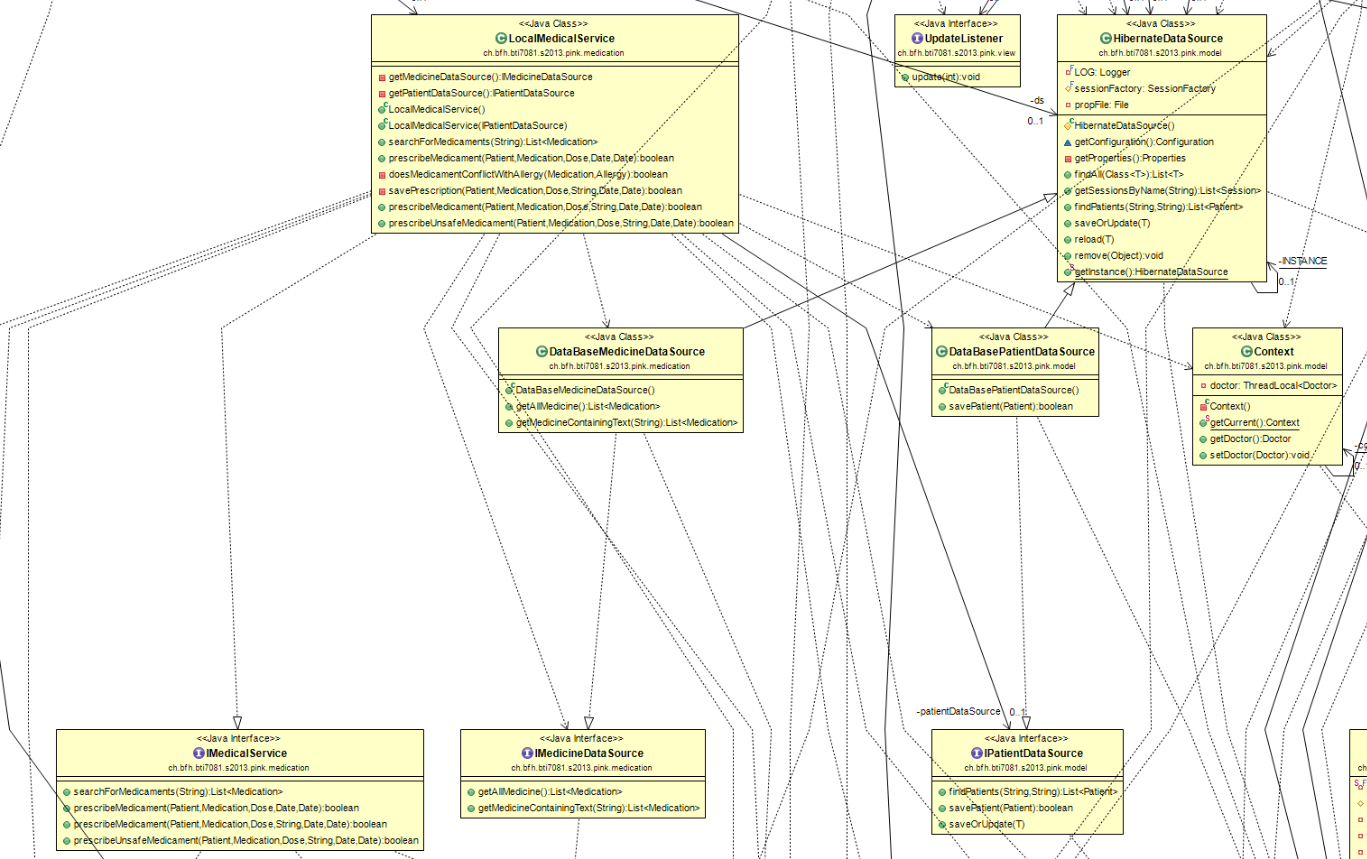 <<Java Class>>
LocalMedicalService
ch.bfh.bti7081.s2013.pink.medication
getMedicineDataSource():IMedicineDataSource
getPatientDataSource():IPatientDataSource
LocalMedicalService()
LocalMedicalService(IPatientDataSource)
searchForMedicaments(String):List<Medication>
prescribeMedicament(Patient,Medication,Dose,Date,Date):boolean
doesMedicamentConflictWithAllergy(Medication,Allergy):boolean
savePrescription(Patient,Medication,Dose,String,Date,Date):boolean
prescribeMedicament(Patient,Medication,Dose,String,Date,Date):boolean
prescribeUnsafeMedicament(Patient,Medication,Dose,String,Date,Date):boolean
<<Java Interface>>
UpdateListener
ch.bfh.bti7081.s2013.pink.view
update(int):void
<<Java Class>>
HibernateDataSource
ch.bfh.bti7081.s2013.pink.model
LOG: Logger
sessionFactory: SessionFactory
propFile: File
HibernateDataSource()
getConfiguration():Configuration
getProperties():Properties
findAll(Class<T>):List<T>
getSessionsByName(String):List<Session>
findPatients(String,String):List<Patient>
saveOrUpdate(T)
reload(T)
remove(Object):void
getInstance():HibernateDataSource
-ds
0..1
-INSTANCE
0..1
<<Java Class>>
DataBaseMedicineDataSource
ch.bfh.bti7081.s2013.pink.medication
DataBaseMedicineDataSource()
getAllMedicine():List<Medication>
getMedicineContainingText(String):List<Medication>
<<Java Class>>
DataBasePatientDataSource
ch.bfh.bti7081.s2013.pink.model
DataBasePatientDataSource()
savePatient(Patient):boolean
<<Java Class>>
Context
ch.bfh.bti7081.s2013.pink.model
doctor: ThreadLocal<Doctor>
Context()
getCurrent():Context
getDoctor():Doctor
setDoctor(Doctor):void
-patientDataSource
0..1
<<Java Interface>>
IMedicalService
ch.bfh.bti7081.s2013.pink.medication
searchForMedicaments(String):List<Medication>
prescribeMedicament(Patient,Medication,Dose,Date,Date):boolean
prescribeMedicament(Patient,Medication,Dose,String,Date,Date):boolean
prescribeUnsafeMedicament(Patient,Medication,Dose,String,Date,Date):boolean
<<Java Interface>>
IMedicineDataSource
ch.bfh.bti7081.s2013.pink.medication
getAllMedicine():List<Medication>
getMedicineContainingText(String):List<Medication>
<<Java Interface>>
IPatientDataSource
ch.bfh.bti7081.s2013.pink.model
findPatients(String,String):List<Patient>
savePatient(Patient):boolean
saveOrUpdate(T)